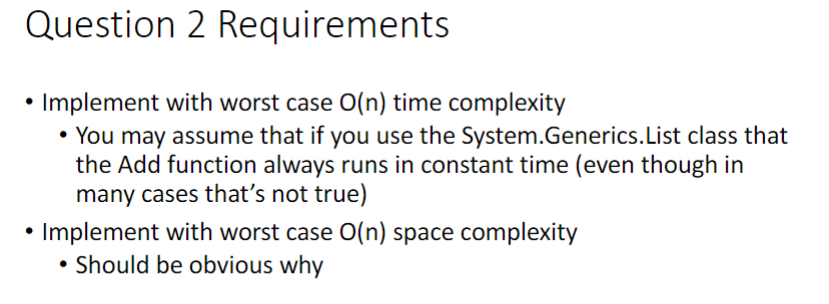 Question 2 Requirements
• Implement with worst case O(n) time complexity
• You may assume that if you use the System.Generics.List class that
the Add function always runs in constant time (even though in
many cases that's not true)
• Implement with worst case O(n) space complexity
• Should be obvious why